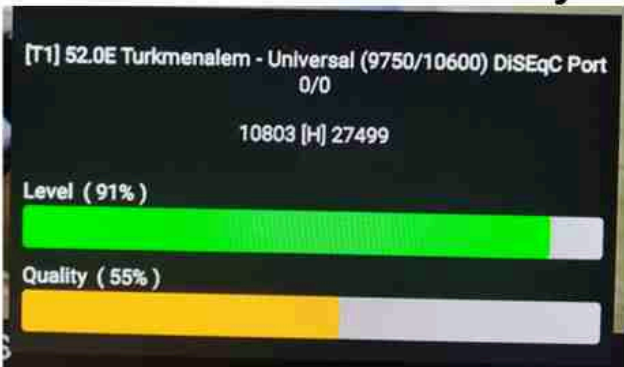 [T1] 52.0E Turkmenalem - Universal (9750/10600) DiSEqC Port
0/0
10803 [H] 27499
Level ( 91% )
Quality ( 55% )